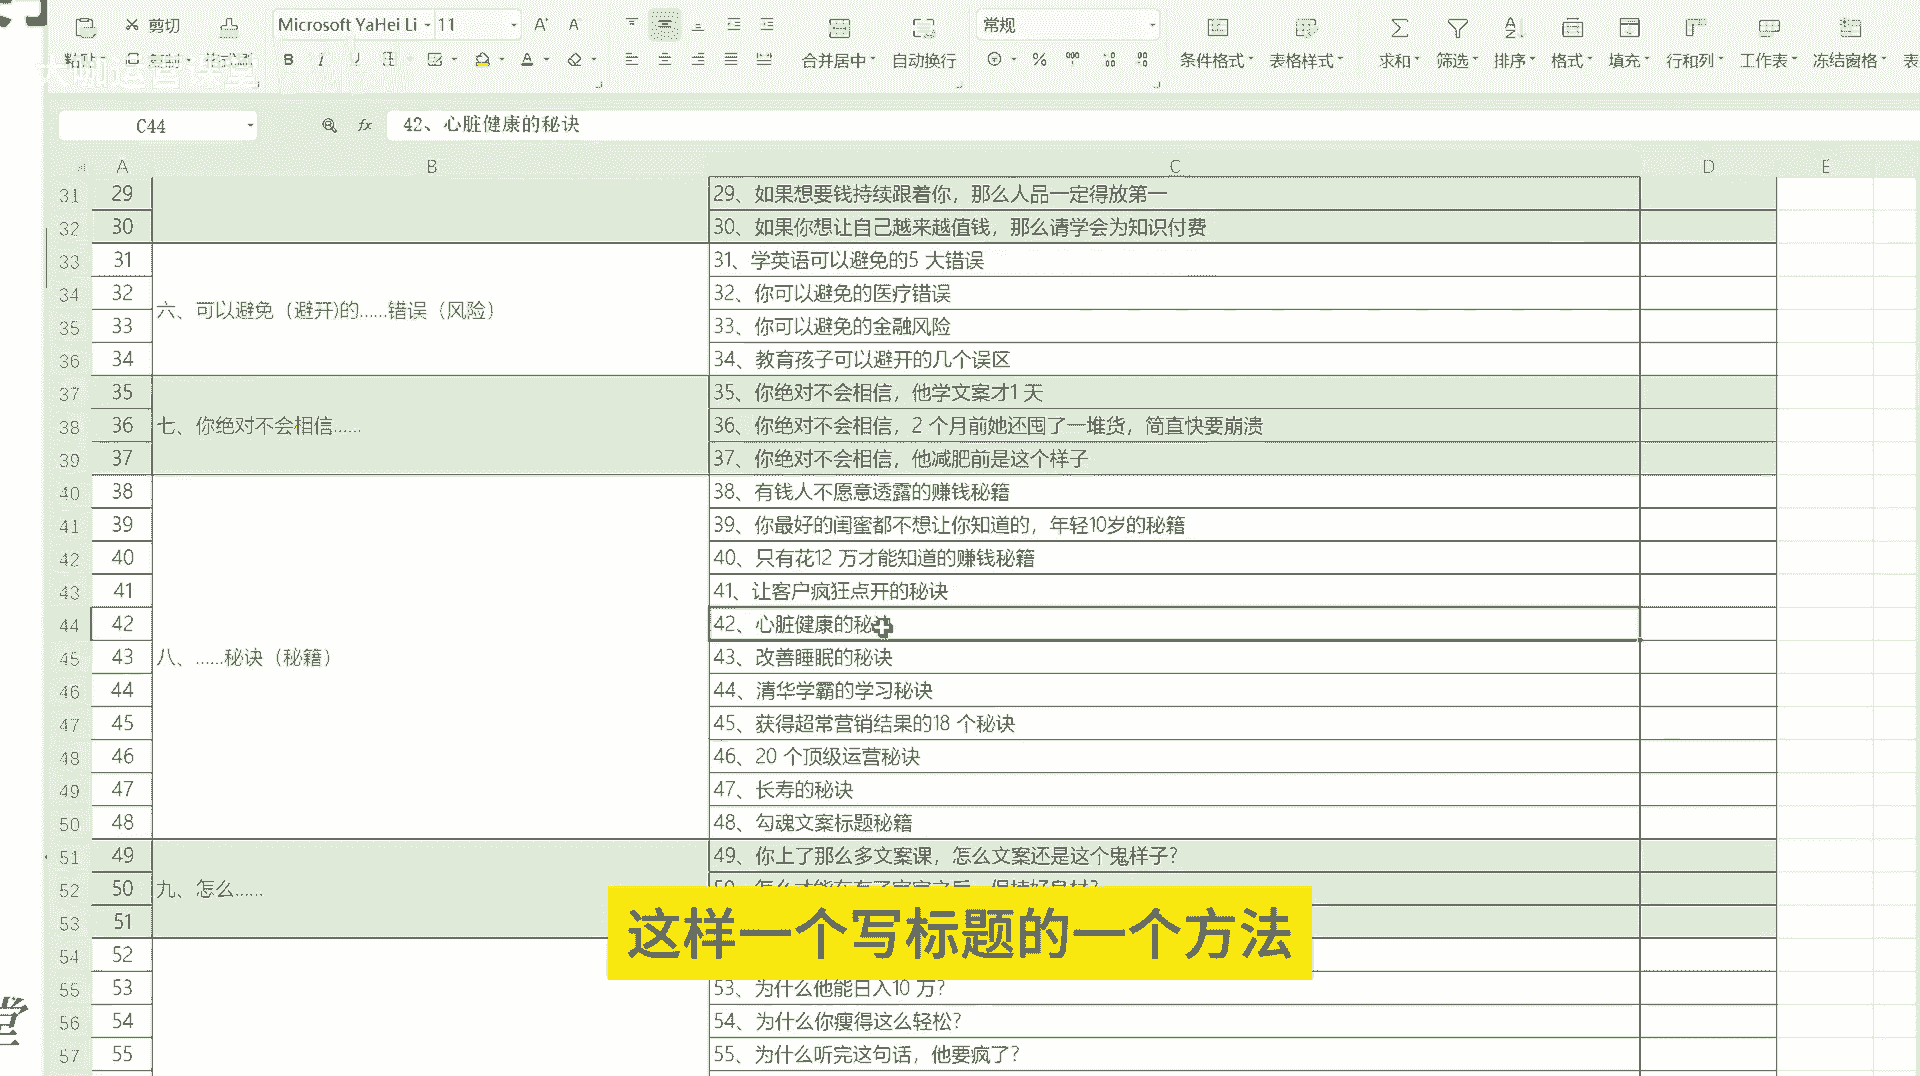 剪切
Microsoft YaHei Li
11
A⁺
A⁻
常规
粘贴
复制
格式刷
B
I
U
A
合并居中
自动换行
%
条件格式
表格样式
求和
筛选
排序
格式
填充
行和列
工作表
冻结窗格
表
大咖运营课堂
C44
fx
42、心脏健康的秘诀
A
B
C
D
E
31
29
29、如果想要钱持续跟着你，那么人品一定得放第一
32
30
30、如果你想让自己越来越值钱，那么请学会为知识付费
33
31
31、学英语可以避免的5 大错误
34
32
六、可以避免（避开)的......错误（风险）
32、你可以避免的医疗错误
35
33
33、你可以避免的金融风险
36
34
34、教育孩子可以避开的几个误区
37
35
35、你绝对不会相信，他学文案才1 天
38
36
七、你绝对不会相信......
36、你绝对不会相信，2 个月前她还囤了一堆货，简直快要崩溃
39
37
37、你绝对不会相信，他减肥前是这个样子
40
38
38、有钱人不愿意透露的赚钱秘籍
41
39
39、你最好的闺蜜都不想让你知道的，年轻10岁的秘籍
42
40
40、只有花12 万才能知道的赚钱秘籍
43
41
41、让客户疯狂点开的秘诀
44
42
42、心脏健康的秘
45
43
八、......秘诀（秘籍）
43、改善睡眠的秘诀
46
44
44、清华学霸的学习秘诀
47
45
45、获得超常营销结果的18 个秘诀
48
46
46、20 个顶级运营秘诀
49
47
47、长寿的秘诀
50
48
48、勾魂文案标题秘籍
51
49
49、你上了那么多文案课，怎么文案还是这个鬼样子?
52
50
九、怎么......
53
51
这样一个写标题的一个方法
54
52
55
53
53、为什么他能日入10 万?
56
54
54、为什么你瘦得这么轻松?
57
55
55、为什么听完这句话，他要疯了?
堂